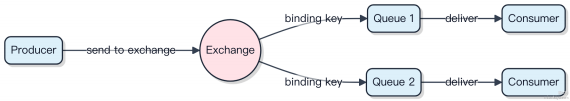 Producer
send to exchange
Exchange
binding key
Queue 1
deliver
Consumer
binding key
Queue 2
deliver
Consumer